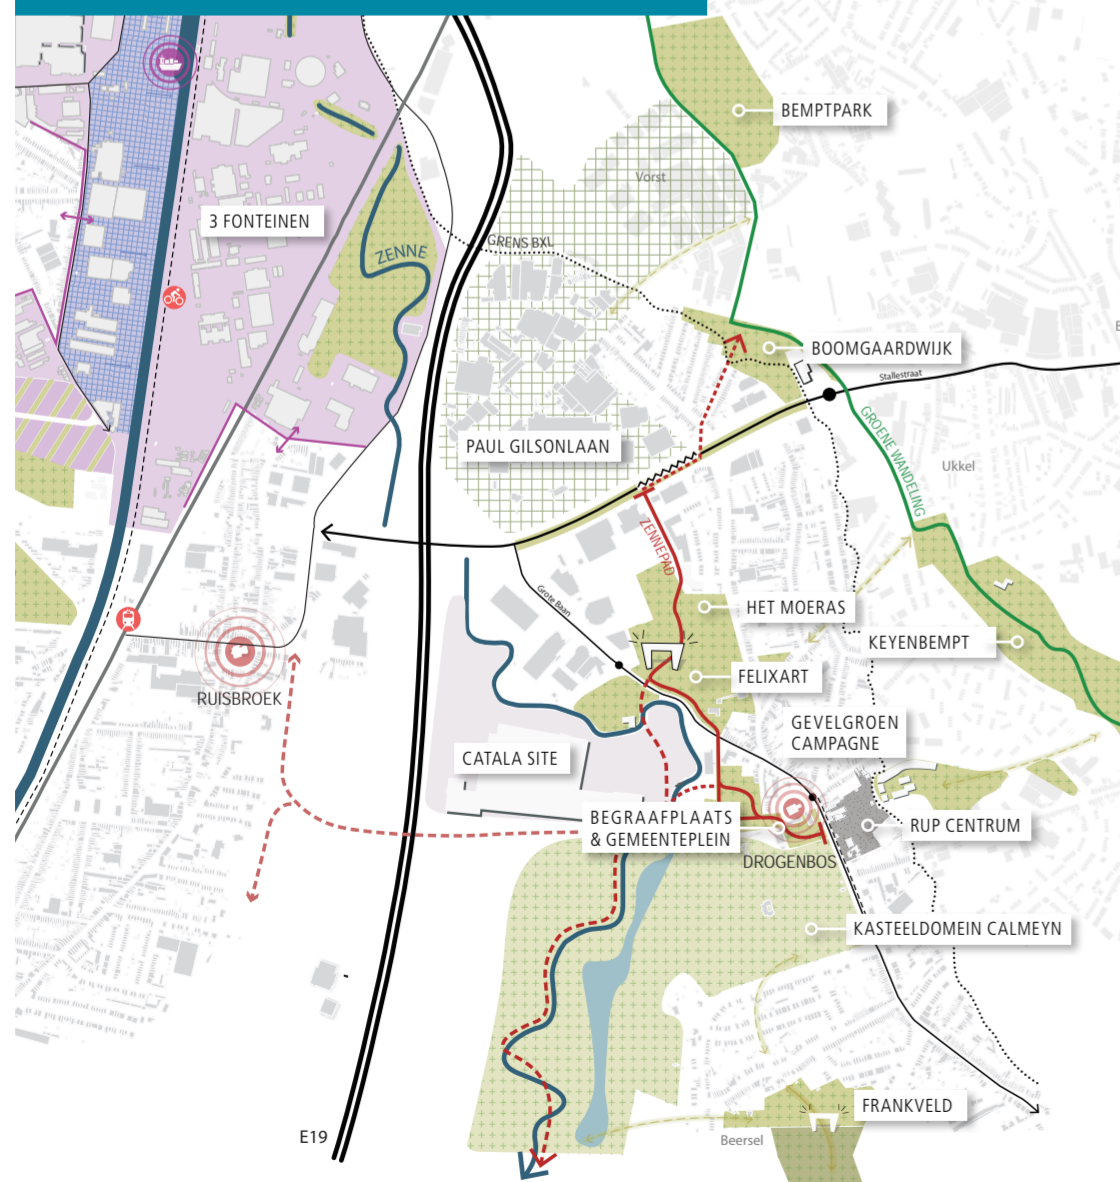 BEMPTPARK
Vorst
3 FONTEINEN
GRENS BXL
ZENNE
BOOMGAARDWIJK
Stallestraat
PAUL GILSONLAAN
GROENE WANDELING
Ukkel
ZENNEPAD
Grote Baan
HET MOERAS
KEYENBEMPT
FELIXART
RUISBROEK
GEVELGROEN
CAMPAGNE
CATALA SITE
BEGRAAFPLAATS
& GEMEENTEPLEIN
RUP CENTRUM
DROGENBOS
KASTEELDOMEIN CALMEYN
FRANKVELD
E19
Beersel